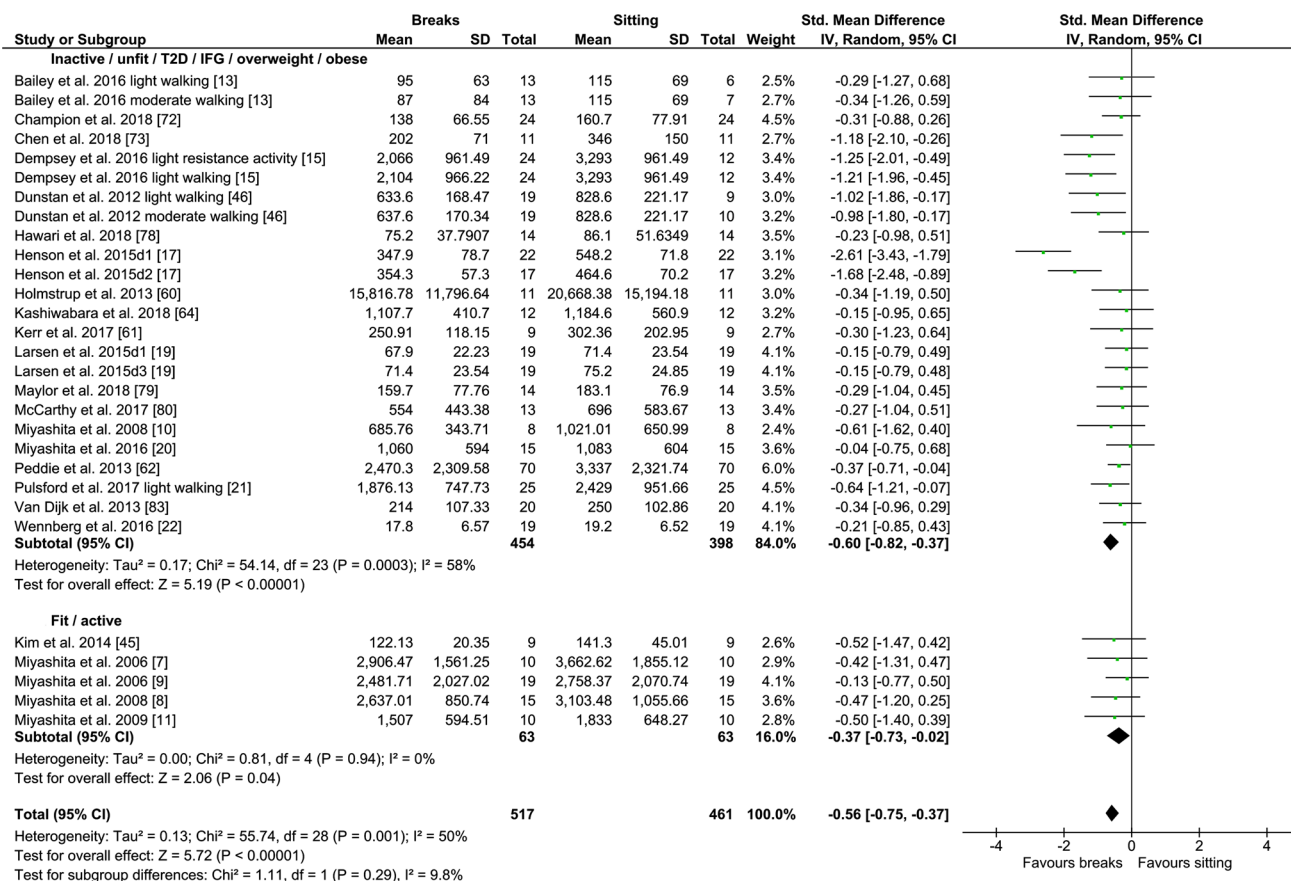 Breaks Sitting Std. Mean Difference Std. Mean Difference
Study or Subgroup Mean SD Total Mean SD Total Weight IV, Random, 95% CI IV, Random, 95% CI
Inactive / unfit / T2D / IFG / overweight / obese
Bailey et al. 2016 light walking [13] 95 63 13 115 69 6 2.5% -0.29 [-1.27, 0.68]
Bailey et al. 2016 moderate walking [13] 87 84 13 115 69 7 2.7% -0.34 [-1.26, 0.59]
Champion et al. 2018 [72] 138 66.55 24 160.7 77.91 24 4.5% -0.31 [-0.88, 0.26]
Chen et al. 2018 [73] 202 71 11 346 150 11 2.7% -1.18 [-2.10, -0.26]
Dempsey et al. 2016 light resistance activity [15] 2,066 961.49 24 3,293 961.49 12 3.4% -1.25 [-2.01, -0.49]
Dempsey et al. 2016 light walking [15] 2,104 966.22 24 3,293 961.49 12 3.4% -1.21 [-1.96, -0.45]
Dunstan et al. 2012 light walking [46] 633.6 168.47 19 828.6 221.17 9 3.0% -1.02 [-1.86, -0.17]
Dunstan et al. 2012 moderate walking [46] 637.6 170.34 19 828.6 221.17 10 3.2% -0.98 [-1.80, -0.17]
Hawari et al. 2018 [78] 75.2 37.7907 14 86.1 51.6349 14 3.5% -0.23 [-0.98, 0.51]
Henson et al. 2015d1 [17] 347.9 78.7 22 548.2 71.8 22 3.1% -2.61 [-3.43, -1.79]
Henson et al. 2015d2 [17] 354.3 57.3 17 464.6 70.2 17 3.2% -1.68 [-2.48, -0.89]
Holmstrup et al. 2013 [60] 15,816.78 11,796.64 11 20,668.38 15,194.18 11 3.0% -0.34 [-1.19, 0.50]
Kashiwabara et al. 2018 [64] 1,107.7 410.7 12 1,184.6 560.9 12 3.2% -0.15 [-0.95, 0.65]
Kerr et al. 2017 [61] 250.91 118.15 9 302.36 202.95 9 2.6% -0.30 [-1.23, 0.64]
Larsen et al. 2015d1 [19] 67.9 22.23 19 71.4 23.54 19 4.1% -0.15 [-0.79, 0.49]
Larsen et al. 2015d3 [19] 71.4 23.54 19 75.2 24.85 19 4.1% -0.15 [-0.79, 0.48]
Maylor et al. 2018 [79] 159.7 77.76 14 183.1 76.9 14 3.5% -0.29 [-1.04, 0.45]
McCarthy et al. 2017 [80] 554 443.38 13 696 583.67 13 3.4% -0.27 [-1.04, 0.51]
Miyashita et al. 2008 [10] 685.76 343.71 8 1,021.01 650.99 8 2.4% -0.61 [-1.62, 0.40]
Miyashita et al. 2016 [20] 1,060 594 15 1,083 604 15 3.6% -0.04 [-0.75, 0.68]
Peddie et al. 2013 [62] 2,470.3 2,309.58 70 3,337 2,321.74 70 6.0% -0.37 [-0.71, -0.04]
Pulsford et al. 2017 light walking [21] 1,876.13 747.73 25 2,429 951.66 25 4.5% -0.64 [-1.21, -0.07]
Van Dijk et al. 2013 [83] 214 107.33 20 250 102.86 20 4.1% -0.34 [-0.96, 0.29]
Wennberg et al. 2016 [22] 17.8 6.57 19 19.2 6.52 19 4.1% -0.21 [-0.85, 0.43]
Subtotal (95% CI) 454 398 84.0% -0.60 [-0.82, -0.37]
Heterogeneity: Tau² = 0.17; Chi² = 54.14, df = 23 (P = 0.0003); I² = 58%
Test for overall effect: Z = 5.19 (P < 0.00001)
Fit / active
Kim et al. 2014 [45] 122.13 20.35 9 141.3 45.01 9 2.6% -0.52 [-1.47, 0.42]
Miyashita et al. 2006 [7] 2,906.47 1,561.25 10 3,662.62 1,855.12 10 2.9% -0.42 [-1.31, 0.47]
Miyashita et al. 2006 [9] 2,481.71 2,027.02 19 2,758.37 2,070.74 19 4.1% -0.13 [-0.77, 0.50]
Miyashita et al. 2008 [8] 2,637.01 850.74 15 3,103.48 1,055.66 15 3.6% -0.47 [-1.20, 0.25]
Miyashita et al. 2009 [11] 1,507 594.51 10 1,833 648.27 10 2.8% -0.50 [-1.40, 0.39]
Subtotal (95% CI) 63 63 16.0% -0.37 [-0.73, -0.02]
Heterogeneity: Tau² = 0.00; Chi² = 0.81, df = 4 (P = 0.94); I² = 0%
Test for overall effect: Z = 2.06 (P = 0.04)
Total (95% CI) 517 461 100.0% -0.56 [-0.75, -0.37]
Heterogeneity: Tau² = 0.13; Chi² = 55.74, df = 28 (P = 0.001); I² = 50%
Test for overall effect: Z = 5.72 (P < 0.00001)
Test for subgroup differences: Chi² = 1.11, df = 1 (P = 0.29), I² = 9.8%
-4 -2 0 2 4
Favours breaks Favours sitting